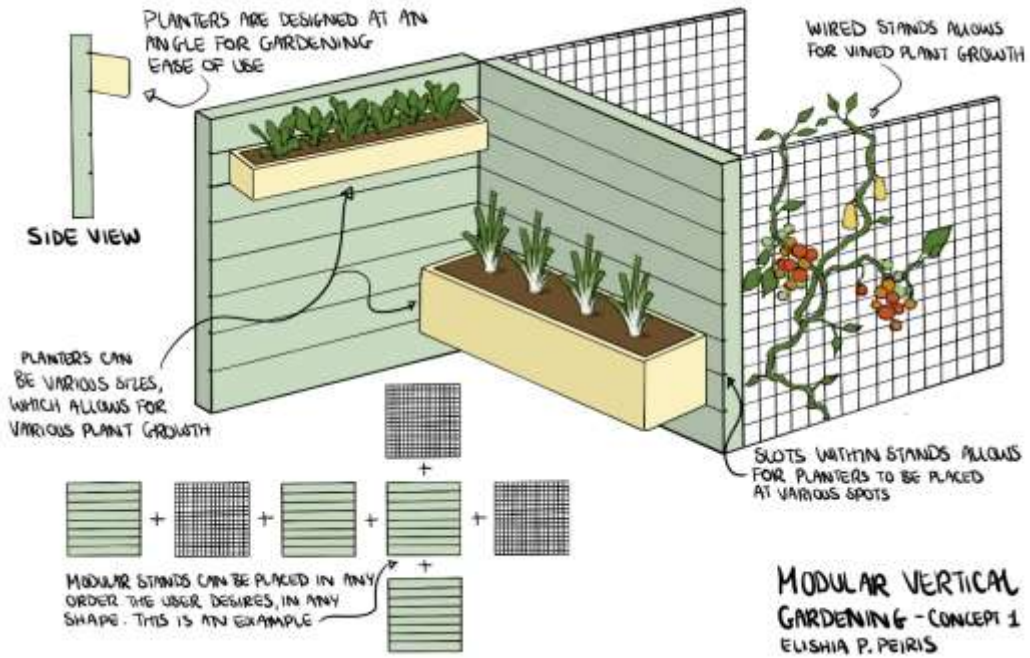 PLANTERS ARE DESIGNED AT AN
ANGLE FOR GARDENING
EASE OF USE
WIRED STANDS ALLOWS
FOR VINED PLANT GROWTH
SIDE VIEW
PLANTERS CAN
BE VARIOUS SIZES,
WHICH ALLOWS FOR
VARIOUS PLANT GROWTH
SLOTS WITHIN STANDS ALLOWS
FOR PLANTERS TO BE PLACED
AT VARIOUS SPOTS
+
+ + + +
+
MODULAR STANDS CAN BE PLACED IN ANY
ORDER THE USER DESIRES, IN ANY
SHAPE. THIS IS AN EXAMPLE
MODULAR VERTICAL
GARDENING - CONCEPT 1
ELISHIA P. PEIRIS